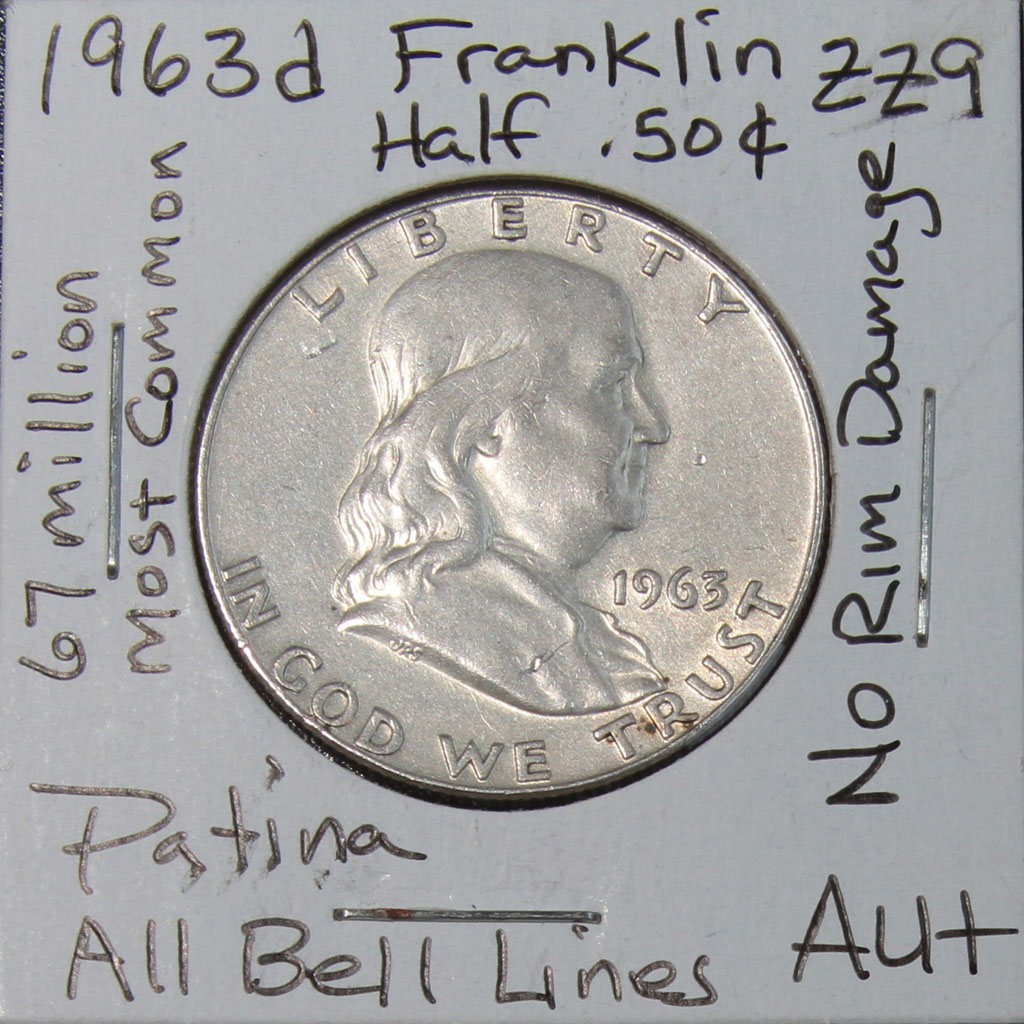 1963d Franklin ZZ9
Half .50¢
67 million
Most Common
No Rim Damage
LIBERTY
1963
IN GOD WE TRUST
JRS
Patina
All Bell Lines
AU+